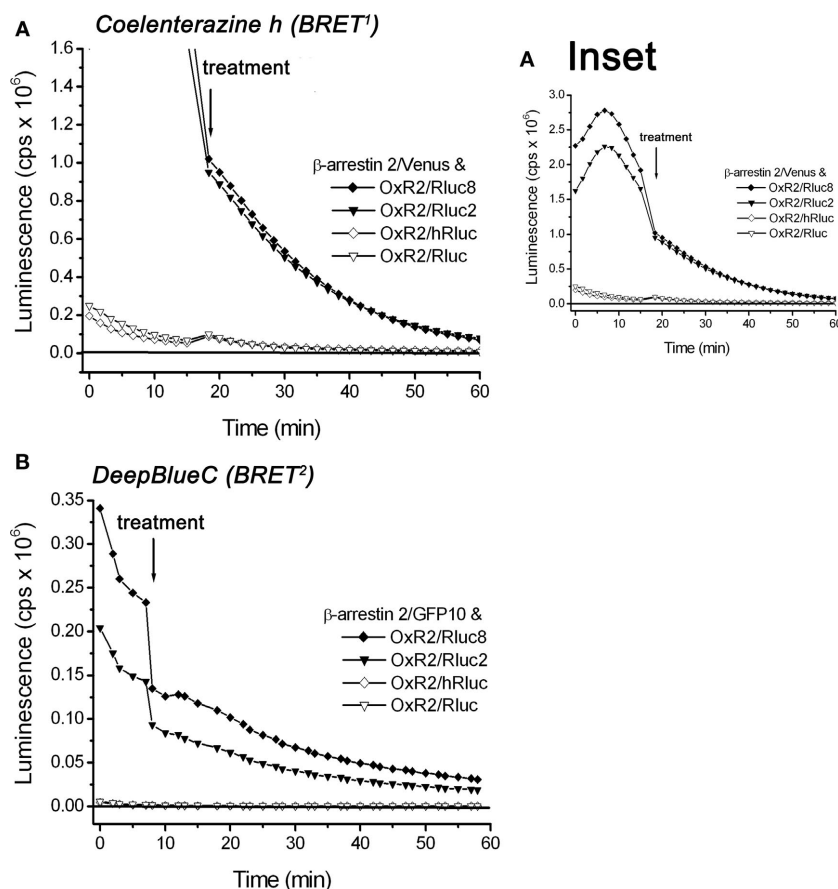 A
Coelenterazine h (BRET¹)
Luminescence (cps x 10⁶)
1.6
1.4
1.2
1.0
0.8
0.6
0.4
0.2
0.0
treatment
β-arrestin 2/Venus &
OxR2/Rluc8
OxR2/Rluc2
OxR2/hRluc
OxR2/Rluc
0 10 20 30 40 50 60
Time (min)
A Inset
Luminescence (cps x 10⁶)
3.0
2.5
2.0
1.5
1.0
0.5
0.0
treatment
β-arrestin 2/Venus &
OxR2/Rluc8
OxR2/Rluc2
OxR2/hRluc
OxR2/Rluc
0 10 20 30 40 50 60
Time (min)
B
DeepBlueC (BRET²)
Luminescence (cps x 10⁶)
0.35
0.30
0.25
0.20
0.15
0.10
0.05
0.00
treatment
β-arrestin 2/GFP10 &
OxR2/Rluc8
OxR2/Rluc2
OxR2/hRluc
OxR2/Rluc
0 10 20 30 40 50 60
Time (min)